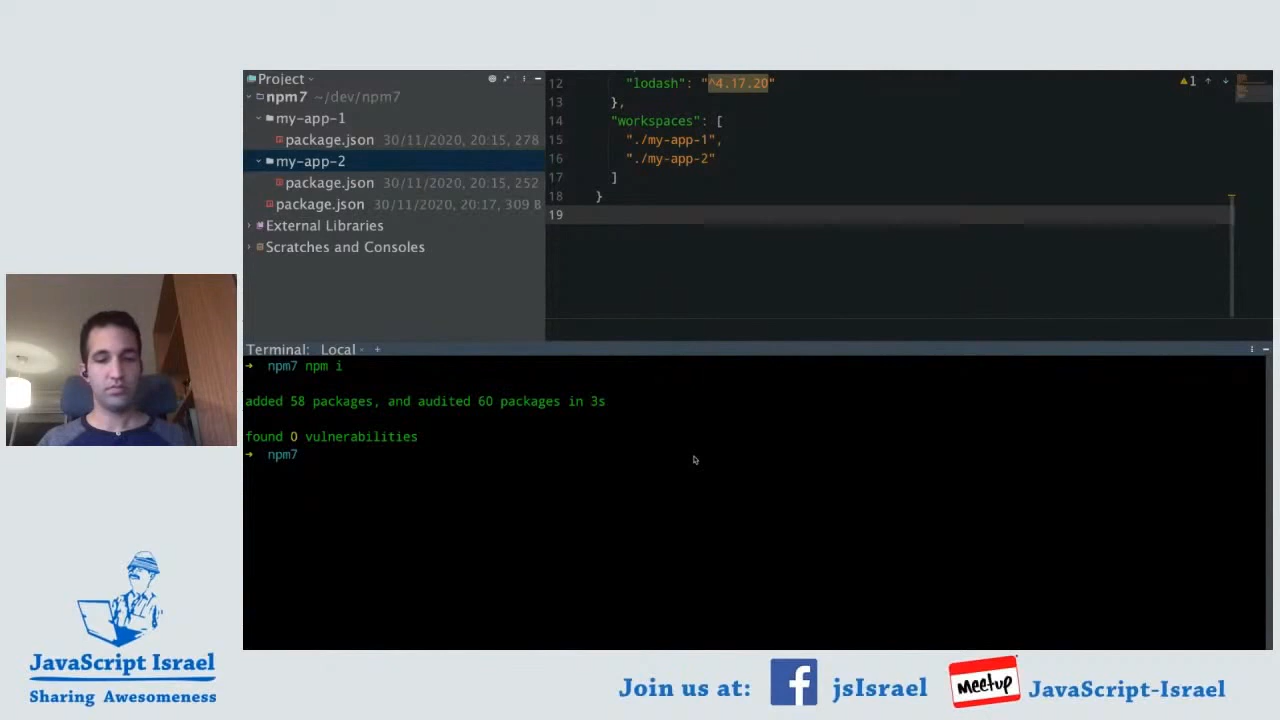 Project
npm7 ~/dev/npm7
my-app-1
package.json 30/11/2020, 20:15, 278
my-app-2
package.json 30/11/2020, 20:15, 252
package.json 30/11/2020, 20:17, 309 B
External Libraries
Scratches and Consoles
12 "lodash": "^4.17.20"
13 },
14 "workspaces": [
15 "./my-app-1",
16 "./my-app-2"
17 ]
18 }
19
1
Terminal: Local +
→ npm7 npm i
added 58 packages, and audited 60 packages in 3s
found 0 vulnerabilities
→ npm7
JavaScript Israel
Sharing Awesomeness
Join us at: f jsIsrael Meetup JavaScript-Israel